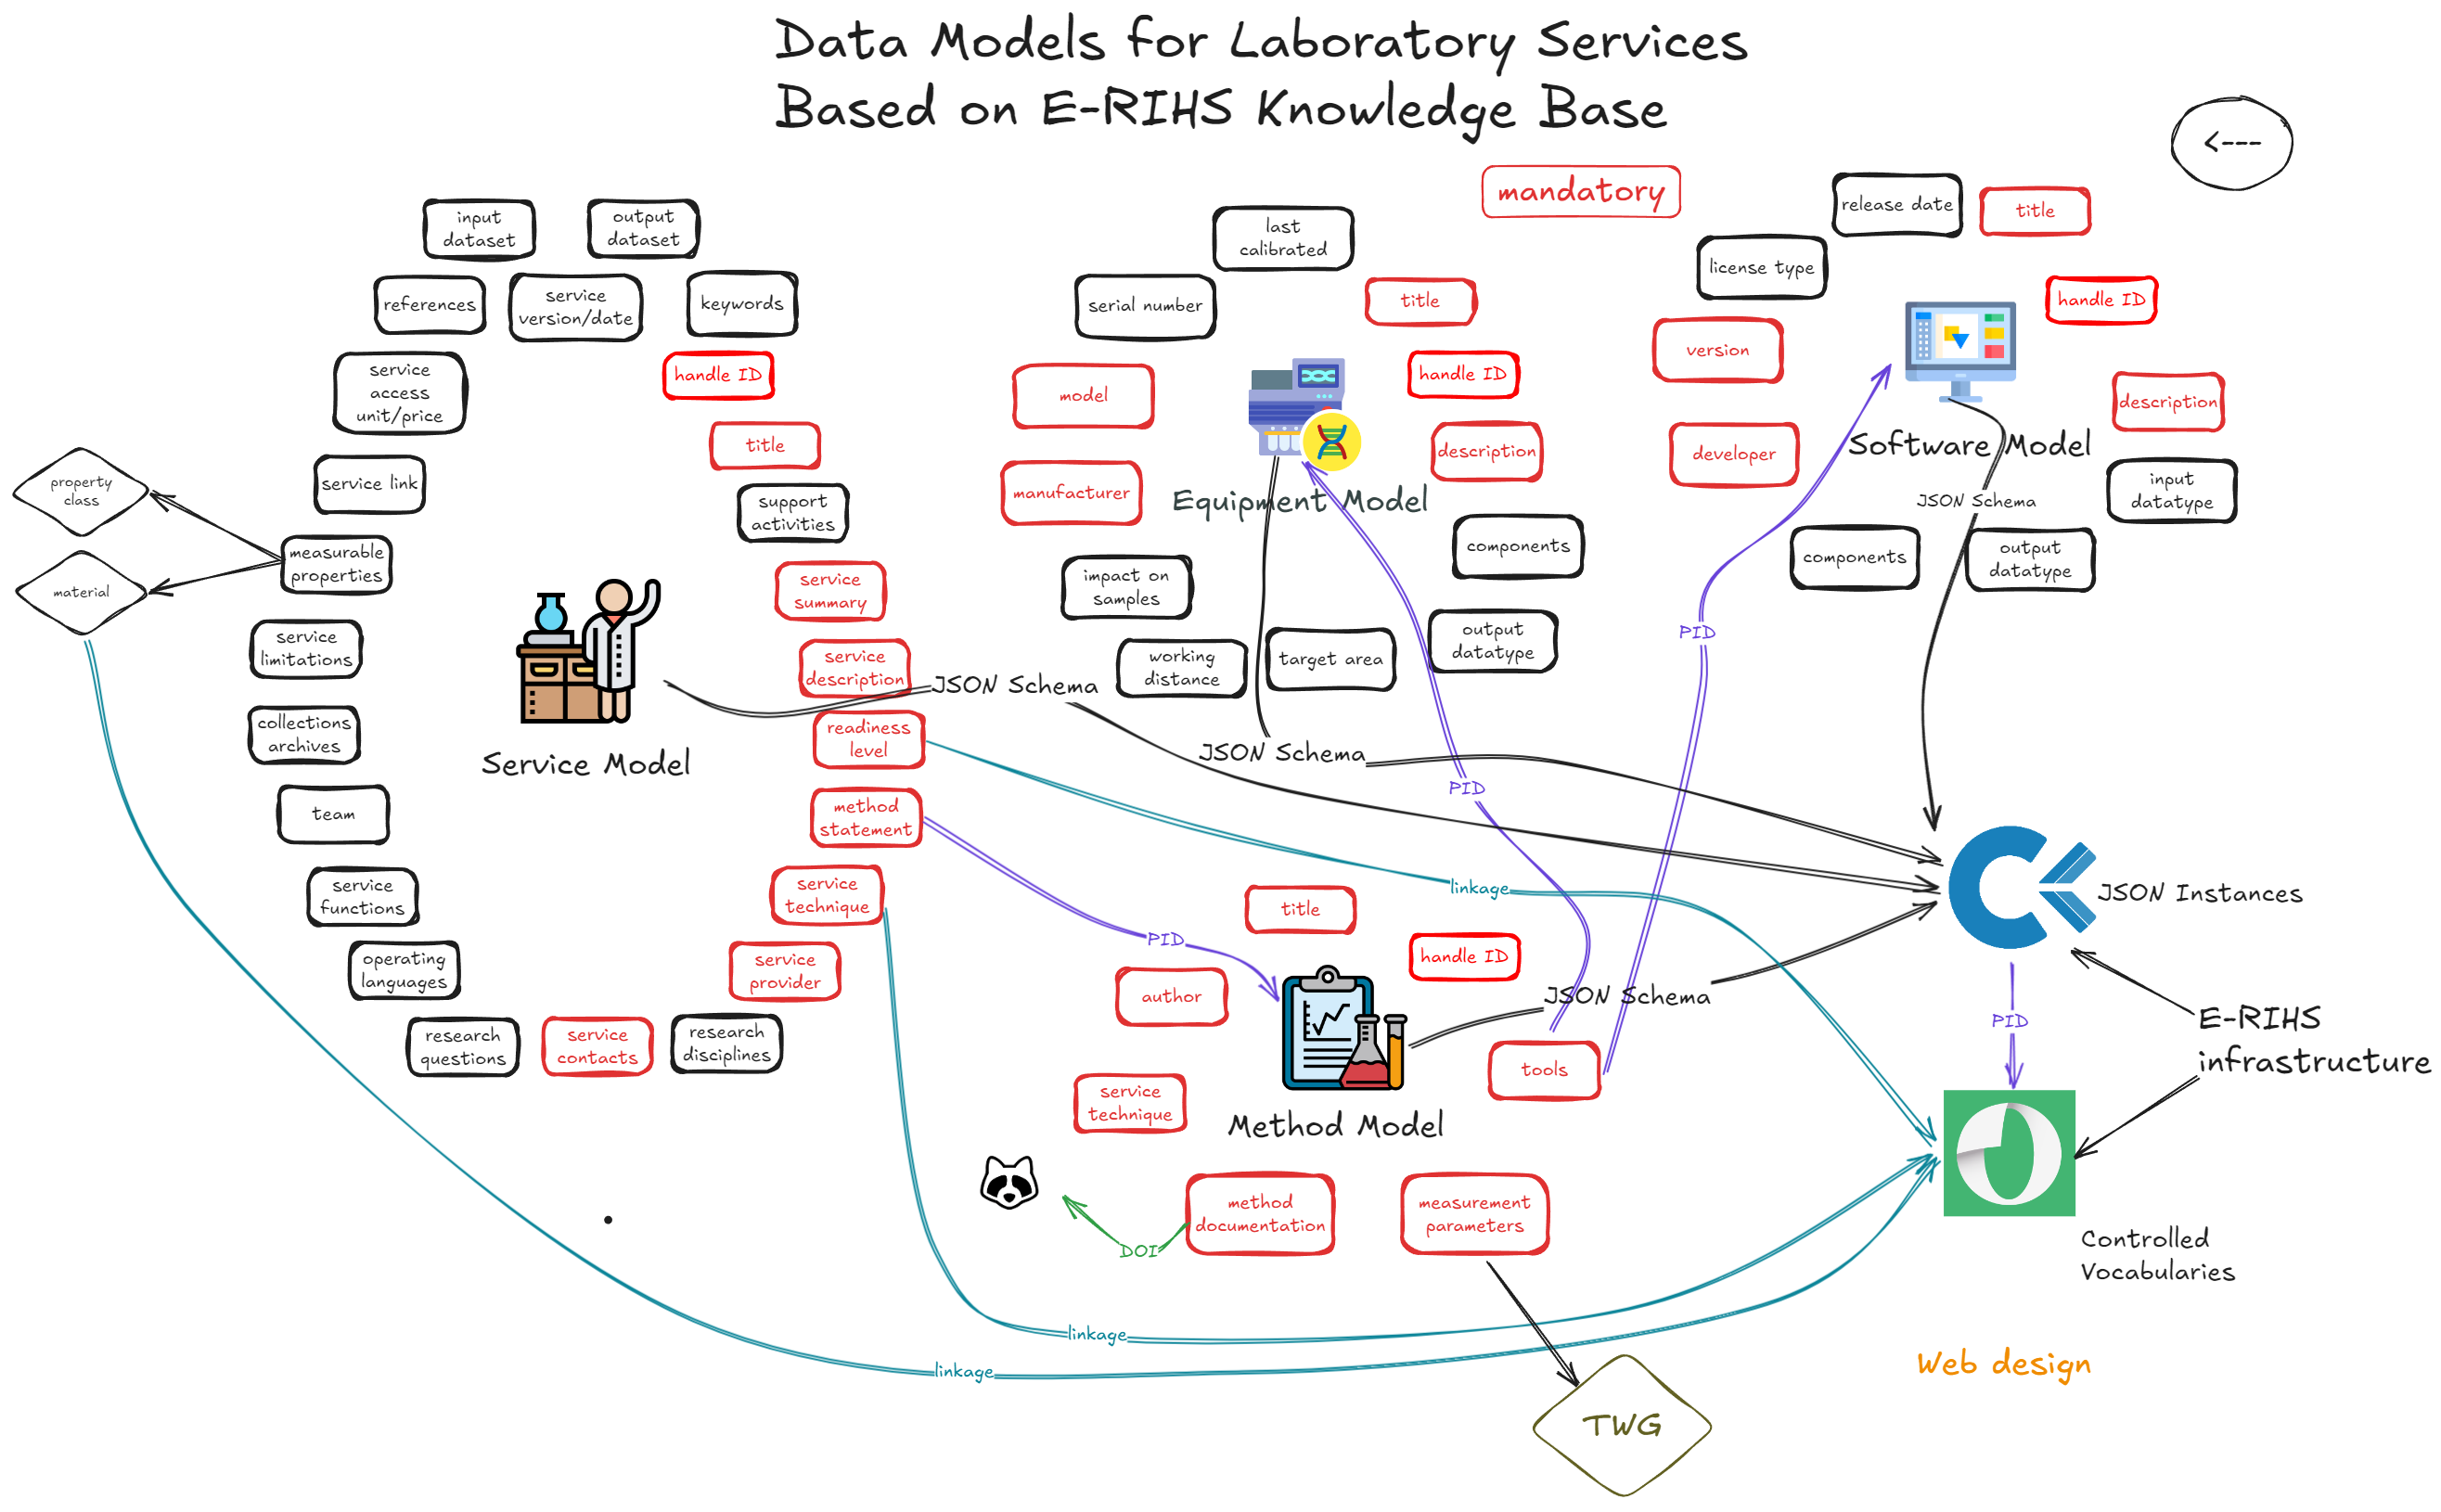 Data Models for Laboratory Services
Based on E-RIHS Knowledge Base
<---
mandatory
input
dataset
output
dataset
references
service
version/date
keywords
service
access
unit/price
handle ID
title
service link
support
activities
property
class
material
measurable
properties
service
summary
service
limitations
service
description
collections
archives
readiness
level
team
method
statement
service
functions
service
technique
operating
languages
service
provider
research
questions
service
contacts
research
disciplines
Service Model
JSON Schema
last
calibrated
serial number
title
model
handle ID
manufacturer
description
Equipment Model
components
impact on
samples
output
datatype
working
distance
target area
JSON Schema
release date
title
license type
handle ID
version
description
developer
Software Model
input
datatype
JSON Schema
components
output
datatype
PID
PID
linkage
PID
title
handle ID
author
JSON Schema
tools
service
technique
Method Model
method
documentation
measurement
parameters
DOI
linkage
linkage
TWG
JSON Instances
PID
E-RIHS
infrastructure
Controlled
Vocabularies
Web design